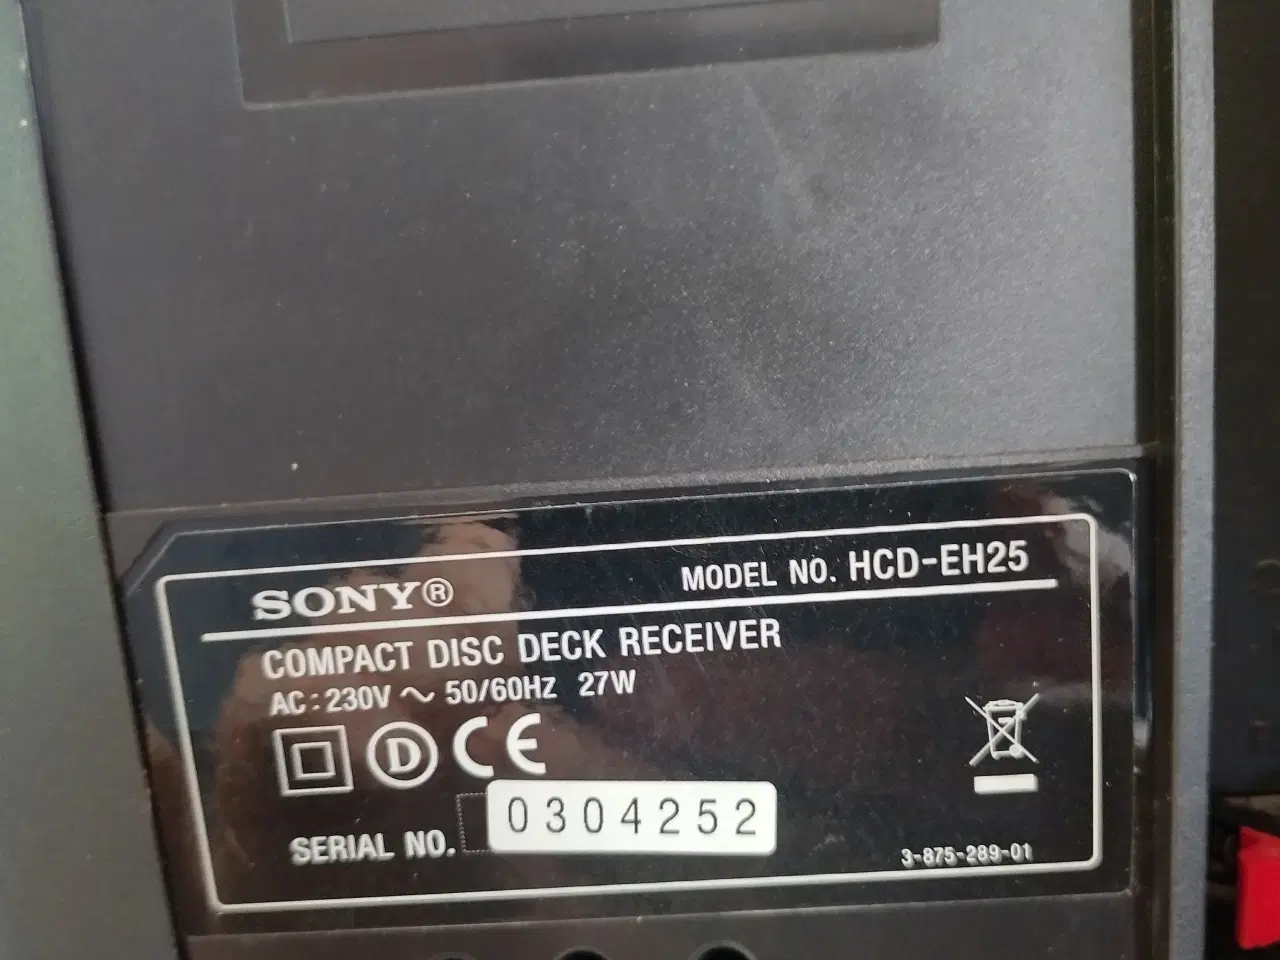 SONY®
MODEL NO. HCD-EH25
COMPACT DISC DECK RECEIVER
AC: 230V ~ 50/60HZ 27W
D CE
SERIAL NO. 0304252
3-875-289-01